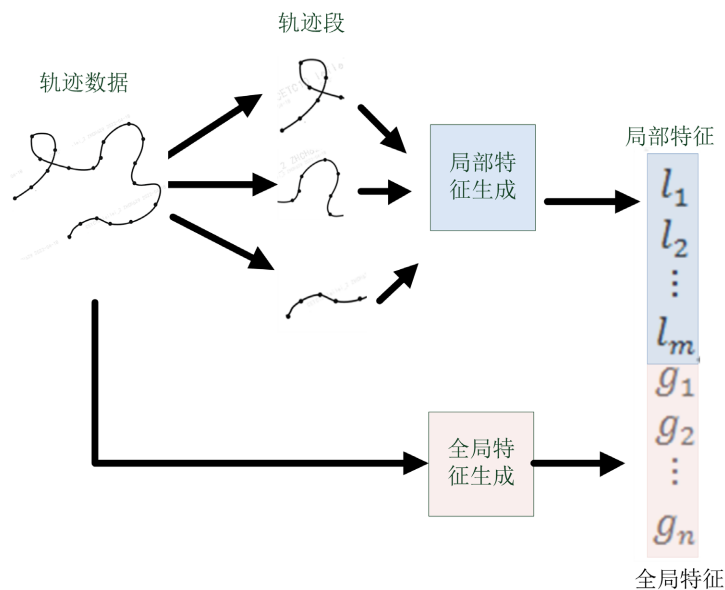 轨迹段
轨迹数据
局部特
征生成
局部特征
l₁
l₂
⋮
lₘ
g₁
g₂
⋮
gₙ
全局特
征生成
全局特征